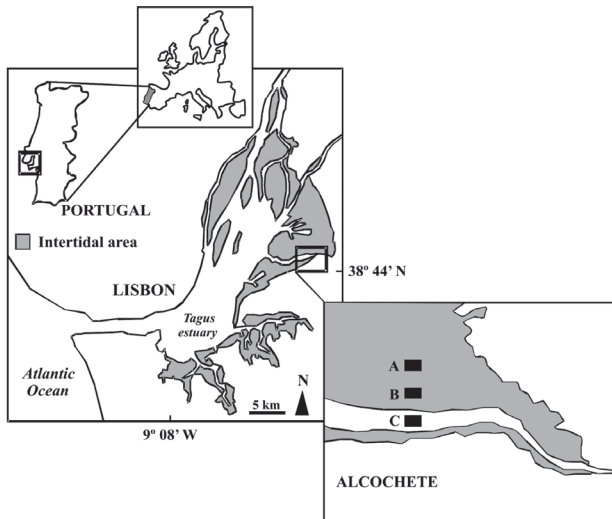 PORTUGAL
Intertidal area
38º 44' N
LISBON
Tagus
estuary
Atlantic
Ocean
N
5 km
9º 08' W
A
B
C
ALCOCHETE